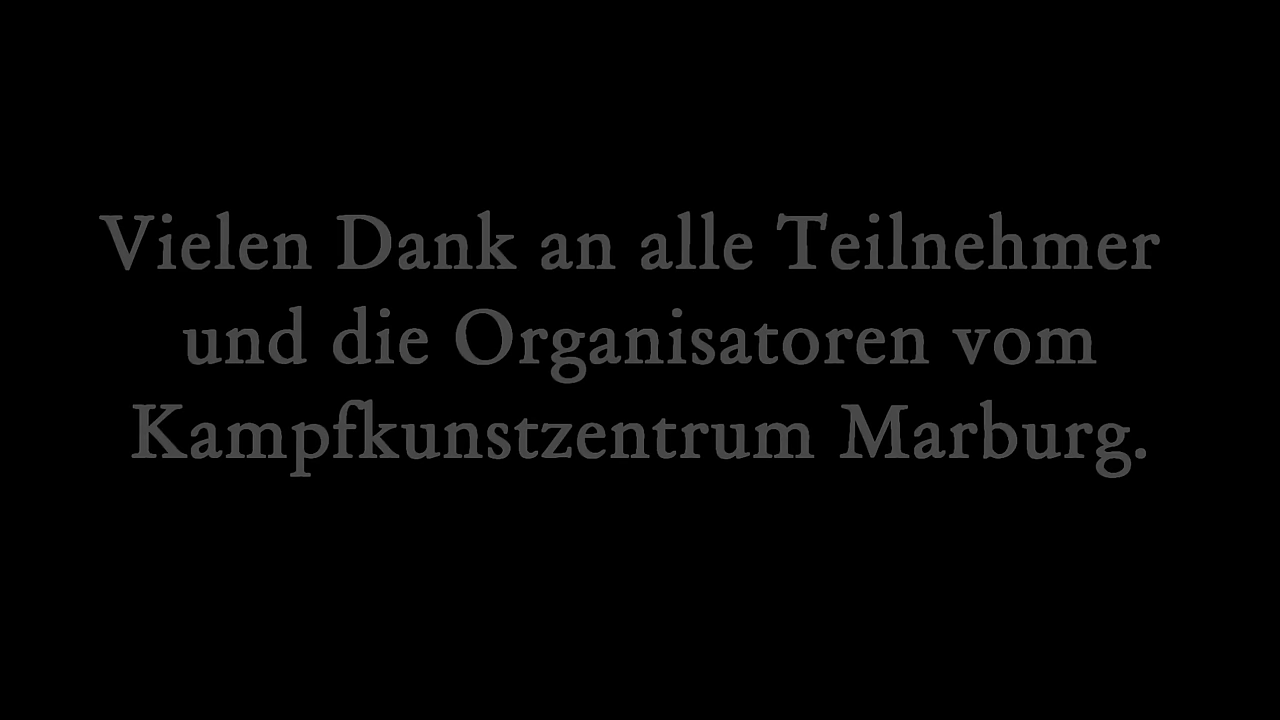 Vielen Dank an alle Teilnehmer
und die Organisatoren vom
Kampfkunstzentrum Marburg.